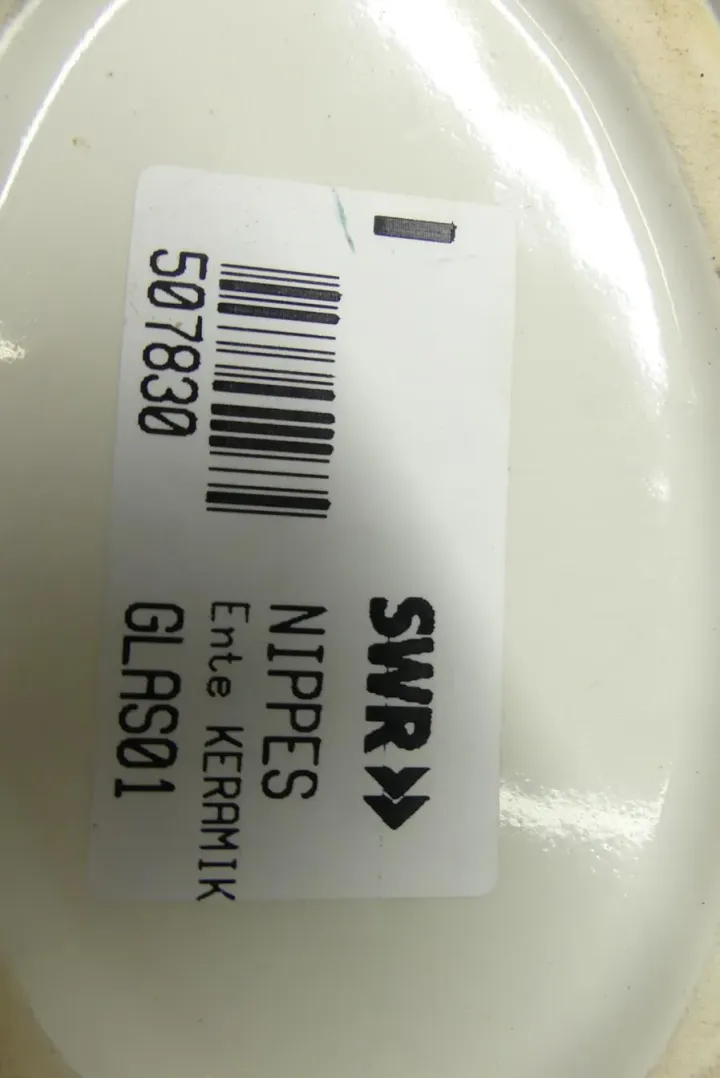 SWR»
NIPPES
Ente KERAMIK
GLAS01
507830